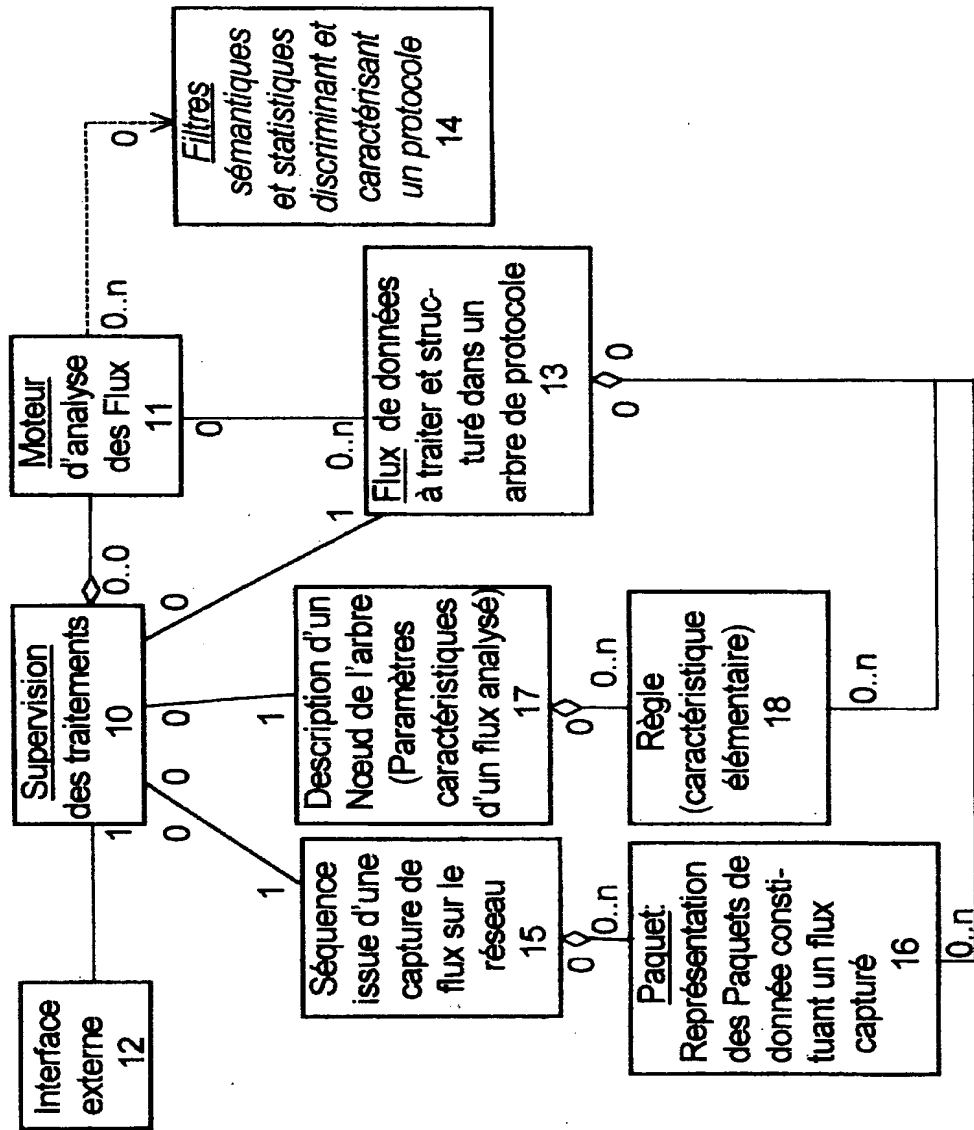 Interface
externe
12
1
Supervision
des traitements
10
0..0
Moteur
d'analyse
des Flux
11
0..n
0
Filtres
sémantiques
et statistiques
discriminant et
caractérisant
un protocole
14
0
0
0
0
1
1
1
0..n
Séquence
issue d'une
capture de
flux sur le
réseau
15
Description d'un
Nœud de l'arbre
(Paramètres
caractéristiques
d'un flux analysé)
17
Flux de données
à traiter et struc-
turé dans un
arbre de protocole
13
0
0..n
0
0..n
0
0
Paquet:
Représentation
des Paquets de
donnée consti-
tuant un flux
capturé
16
0..n
Règle
(caractéristique
élémentaire)
18
0..n